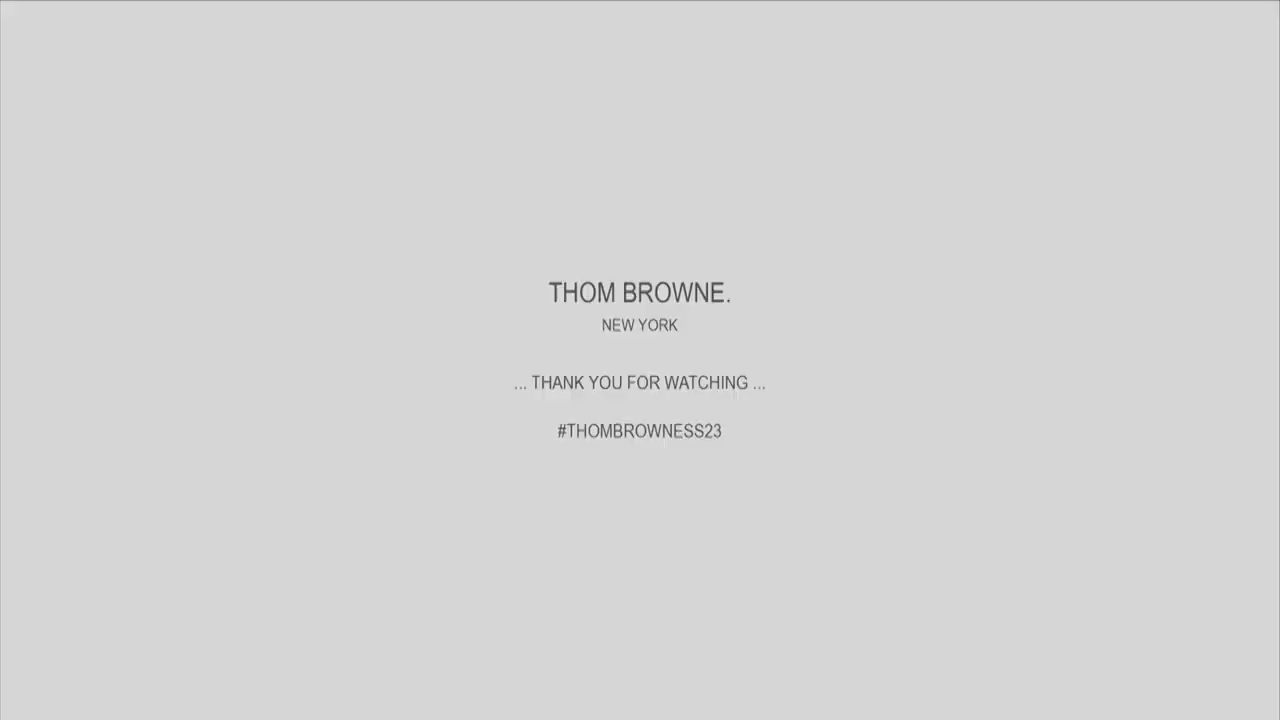 THOM BROWNE.
NEW YORK
... THANK YOU FOR WATCHING ...
#THOMBROWNESS23